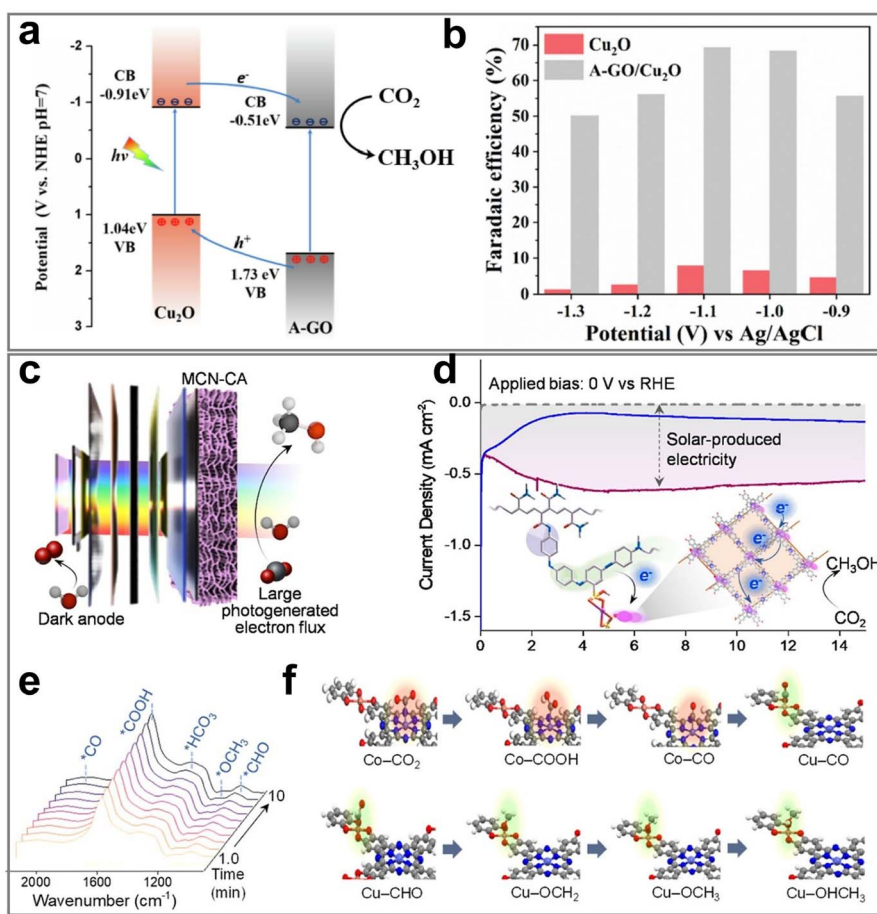 a
Potential (V vs. NHE pH=7)
-2
-1
0
1
2
3
CB
-0.91eV
e-
CB
-0.51eV
CO₂
CH₃OH
hv
1.04eV
VB
h⁺
1.73 eV
VB
Cu₂O
A-GO
b
Faradaic efficiency (%)
70
60
50
40
30
20
10
0
Cu₂O
A-GO/Cu₂O
-1.3 -1.2 -1.1 -1.0 -0.9
Potential (V) vs Ag/AgCl
c
MCN-CA
Dark anode
Large
photogenerated
electron flux
d
Applied bias: 0 V vs RHE
Current Density (mA cm⁻²)
0.0
-0.5
-1.0
-1.5
Solar-produced
electricity
e-
e-
e-
e-
CH₃OH
CO₂
0 2 4 6 8 10 12 14
e
*CO
*COOH
*HCO₃
*OCH₃
*CHO
10
1.0
Time
(min)
2000 1600 1200
Wavenumber (cm⁻¹)
f
Co–CO₂
Co–COOH
Co–CO
Cu–CO
Cu–CHO
Cu–OCH₂
Cu–OCH₃
Cu–OHCH₃